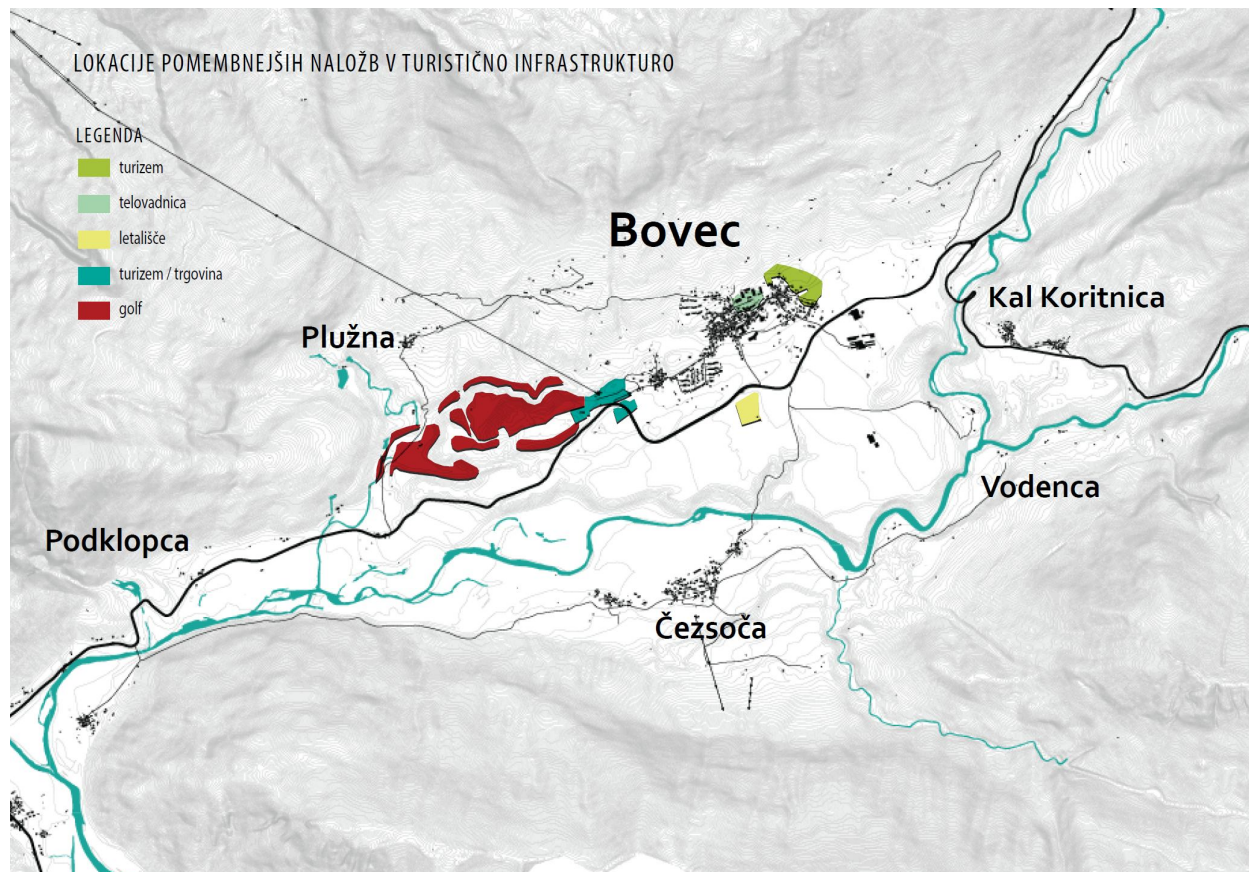 LOKACIJE POMEMBNEJŠIH NALOŽB V TURISTIČNO INFRASTRUKTURO
LEGENDA
turizem
telovadnica
letališče
turizem / trgovina
golf
Bovec
Kal Koritnica
Plužna
Vodenca
Podklopca
Čezsoča